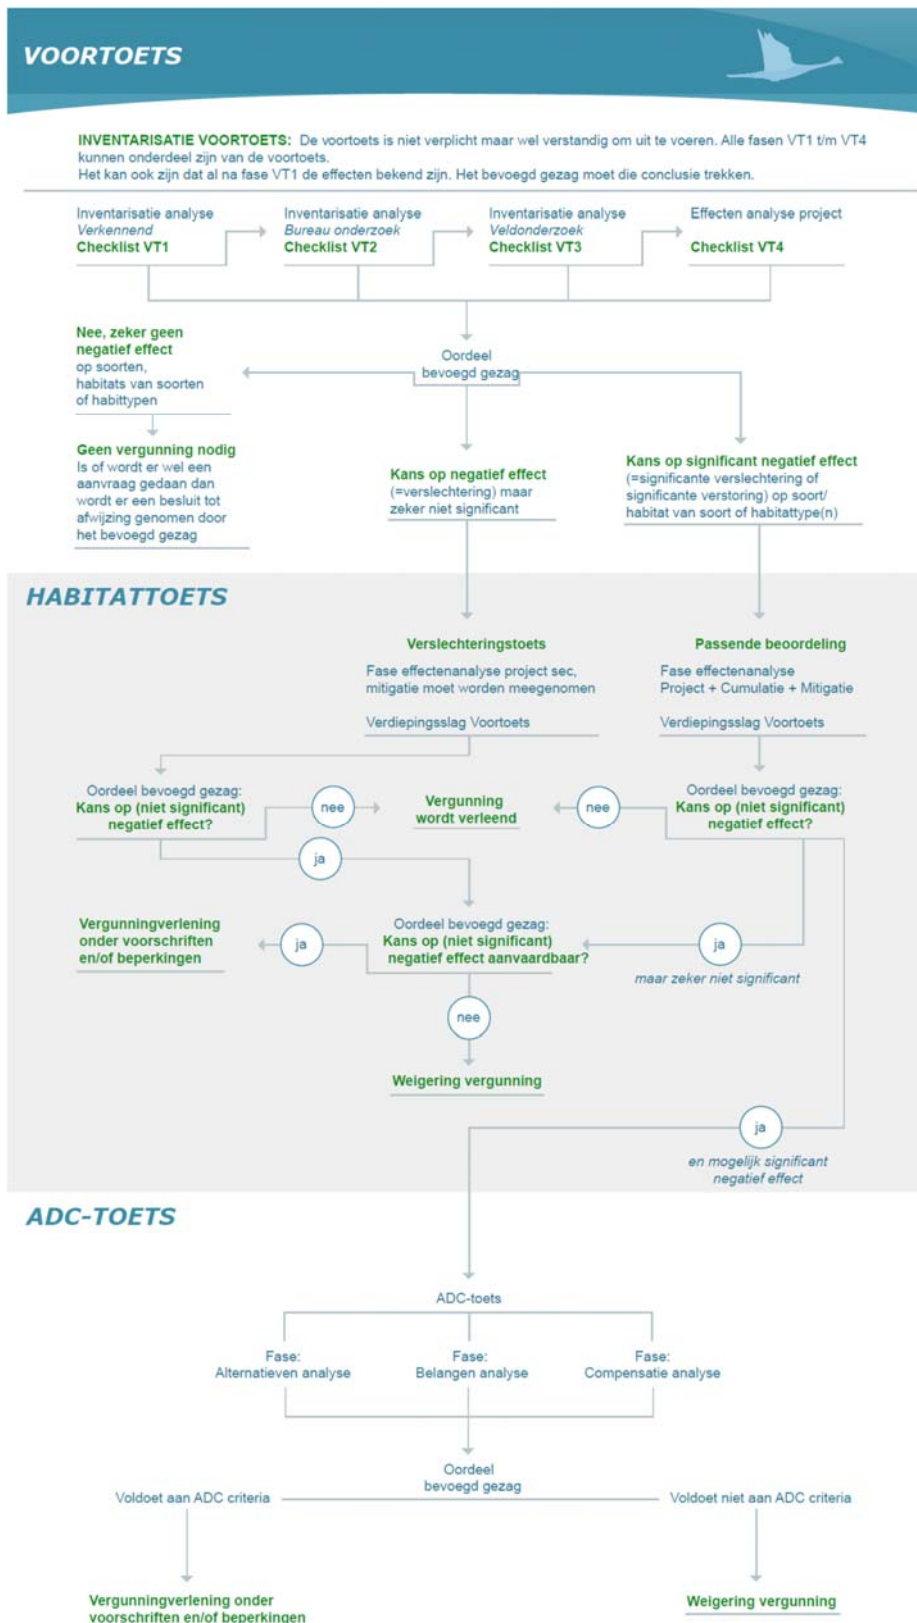 VOORTOETS
INVENTARISATIE VOORTOETS: De voortoets is niet verplicht maar wel verstandig om uit te voeren. Alle fasen VT1 t/m VT4
kunnen onderdeel zijn van de voortoets.
Het kan ook zijn dat al na fase VT1 de effecten bekend zijn. Het bevoegd gezag moet die conclusie trekken.
Inventarisatie analyse
Verkennend
Checklist VT1
Inventarisatie analyse
Bureau onderzoek
Checklist VT2
Inventarisatie analyse
Veldonderzoek
Checklist VT3
Effecten analyse project
Checklist VT4
Oordeel
bevoegd gezag
Nee, zeker geen
negatief effect
op soorten,
habitats van soorten
of habittypen
Geen vergunning nodig
Is of wordt er wel een
aanvraag gedaan dan
wordt er een besluit tot
afwijzing genomen door
het bevoegd gezag
Kans op negatief effect
(=verslechtering) maar
zeker niet significant
Kans op significant negatief effect
(=significante verslechtering of
significante verstoring) op soort/
habitat van soort of habitattype(n)
HABITATTOETS
Verslechteringstoets
Fase effectenanalyse project sec,
mitigatie moet worden meegenomen
Verdiepingsslag Voortoets
Passende beoordeling
Fase effectenanalyse
Project + Cumulatie + Mitigatie
Verdiepingsslag Voortoets
Oordeel bevoegd gezag:
Kans op (niet significant)
negatief effect?
nee
Vergunning
wordt verleend
nee
Oordeel bevoegd gezag:
Kans op (niet significant)
negatief effect?
ja
Vergunningverlening
onder voorschriften
en/of beperkingen
ja
Oordeel bevoegd gezag:
Kans op (niet significant)
negatief effect aanvaardbaar?
ja
maar zeker niet significant
nee
Weigering vergunning
ja
en mogelijk significant
negatief effect
ADC-TOETS
ADC-toets
Fase:
Alternatieven analyse
Fase:
Belangen analyse
Fase:
Compensatie analyse
Oordeel
bevoegd gezag
Voldoet aan ADC criteria
Voldoet niet aan ADC criteria
Vergunningverlening onder
voorschriften en/of beperkingen
Weigering vergunning